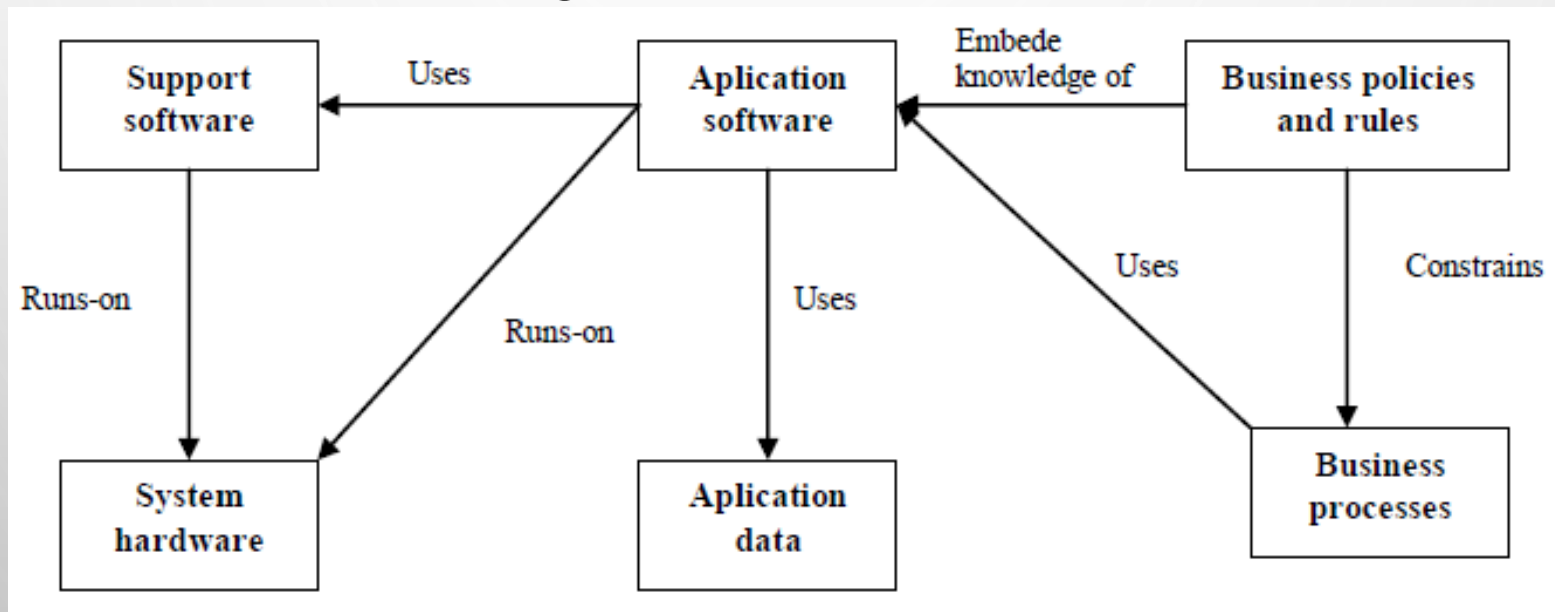 Support
software
Uses
Aplication
software
Embede
knowledge of
Business policies
and rules
Runs-on
Runs-on
Uses
Uses
Constrains
System
hardware
Aplication
data
Business
processes